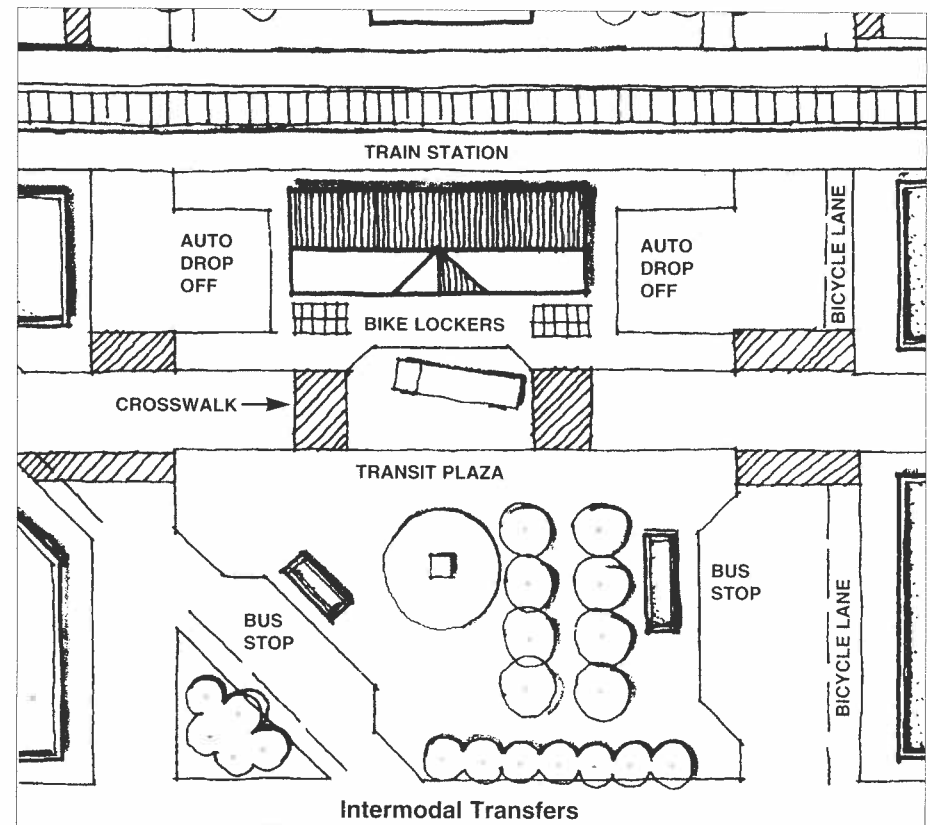 TRAIN STATION
AUTO
DROP
OFF
AUTO
DROP
OFF
BICYCLE LANE
BIKE LOCKERS
CROSSWALK
TRANSIT PLAZA
BUS
STOP
BUS
STOP
BICYCLE LANE
Intermodal Transfers